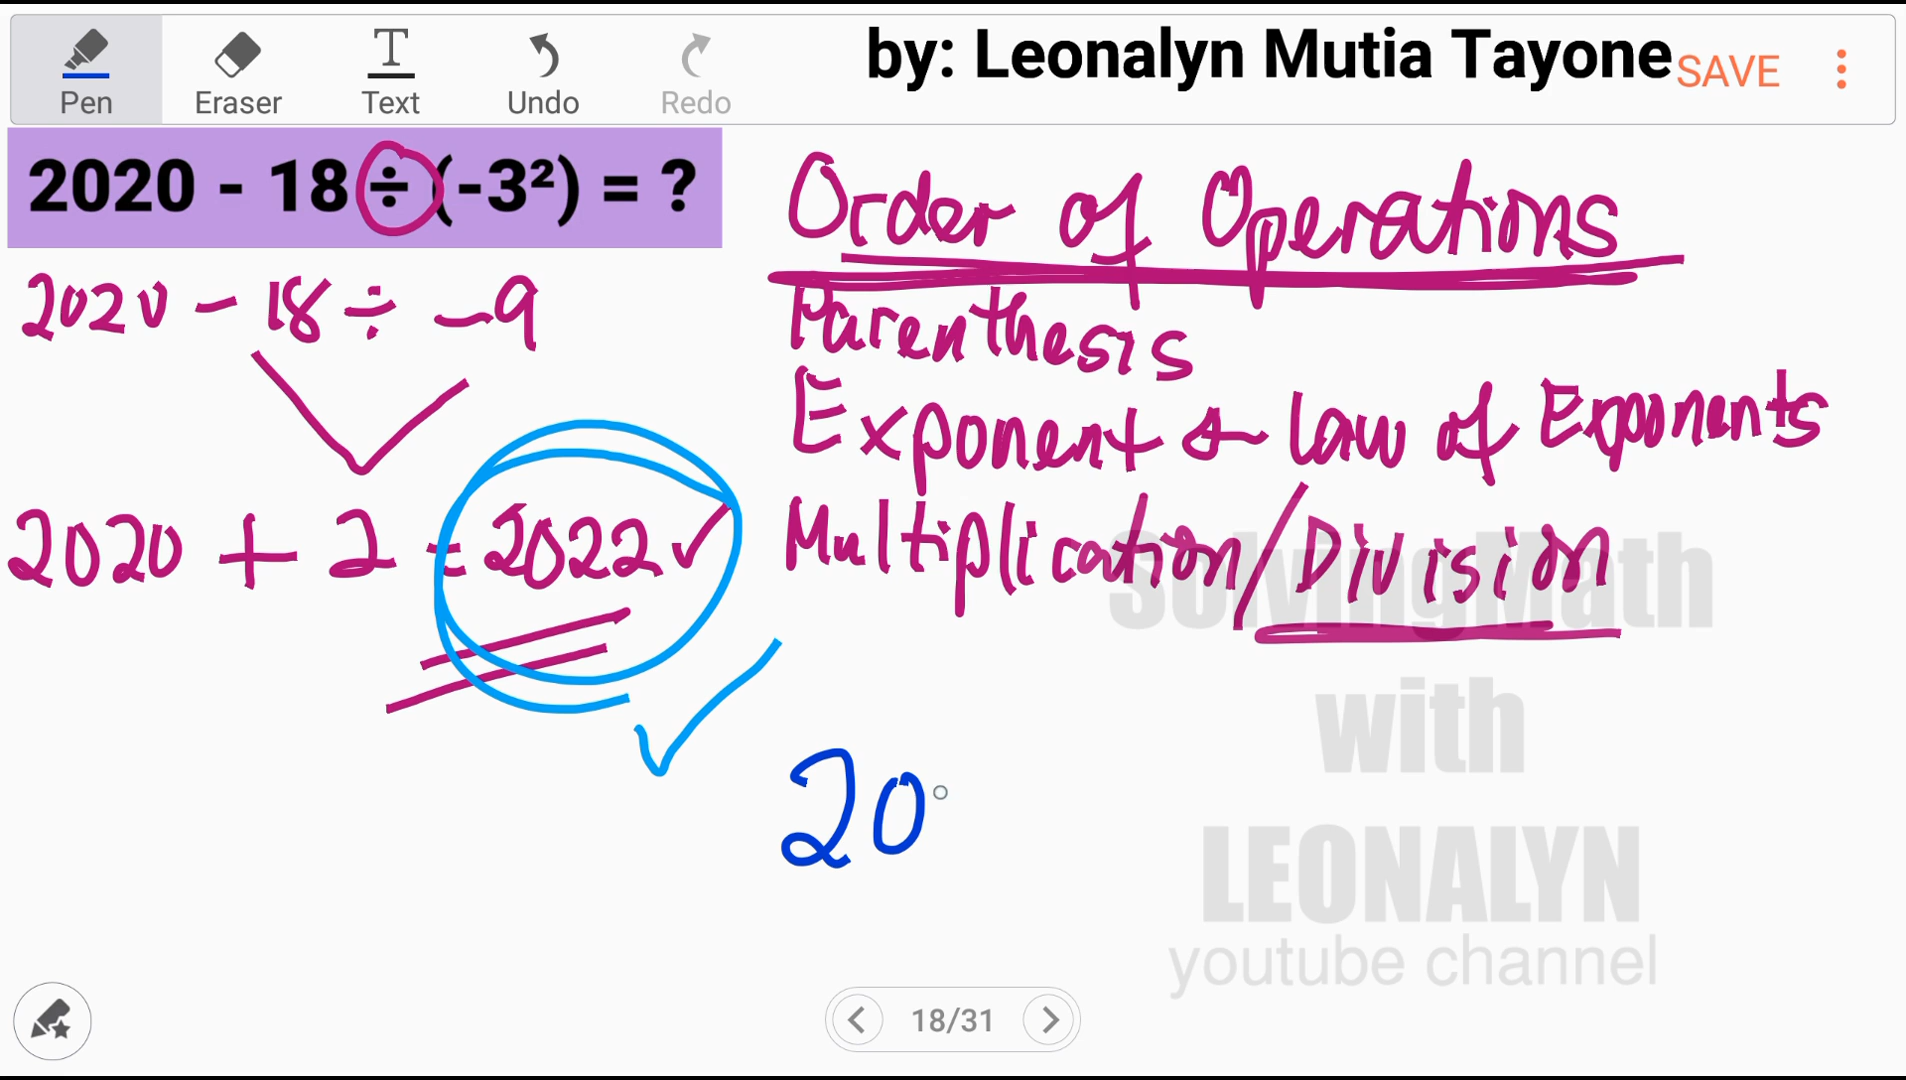 Pen Eraser Text Undo Redo
by: Leonalyn Mutia Tayone
SAVE
2020 - 18 ÷ (-3²) = ?
2020 - 18 ÷ -9
2020 + 2 = 2022
Order of Operations
Parenthesis
Exponent & Law of Exponents
Multiplication/Division
20
SolvingMath
with
LEONALYN
youtube channel
18/31